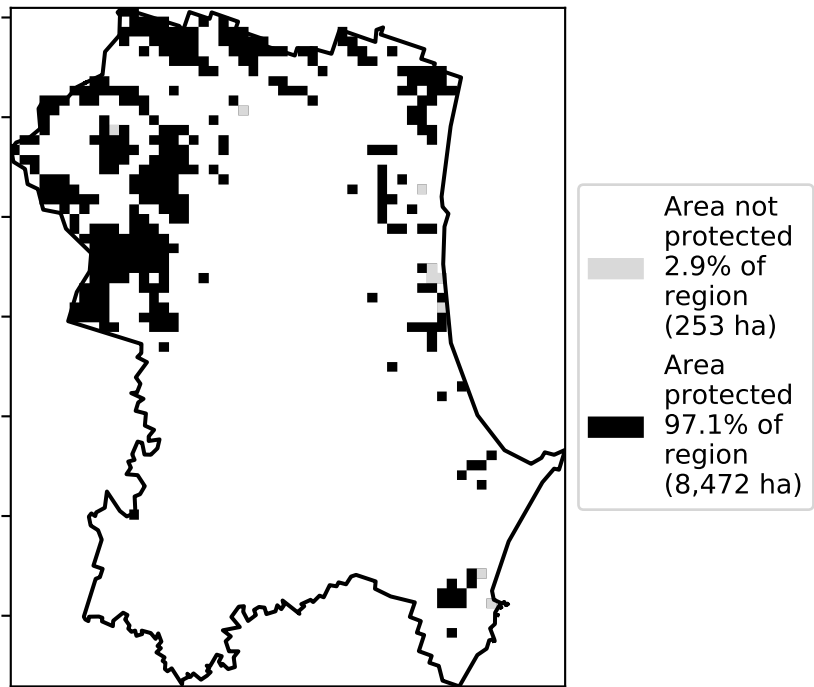 Area not
protected
2.9% of
region
(253 ha)
Area
protected
97.1% of
region
(8,472 ha)